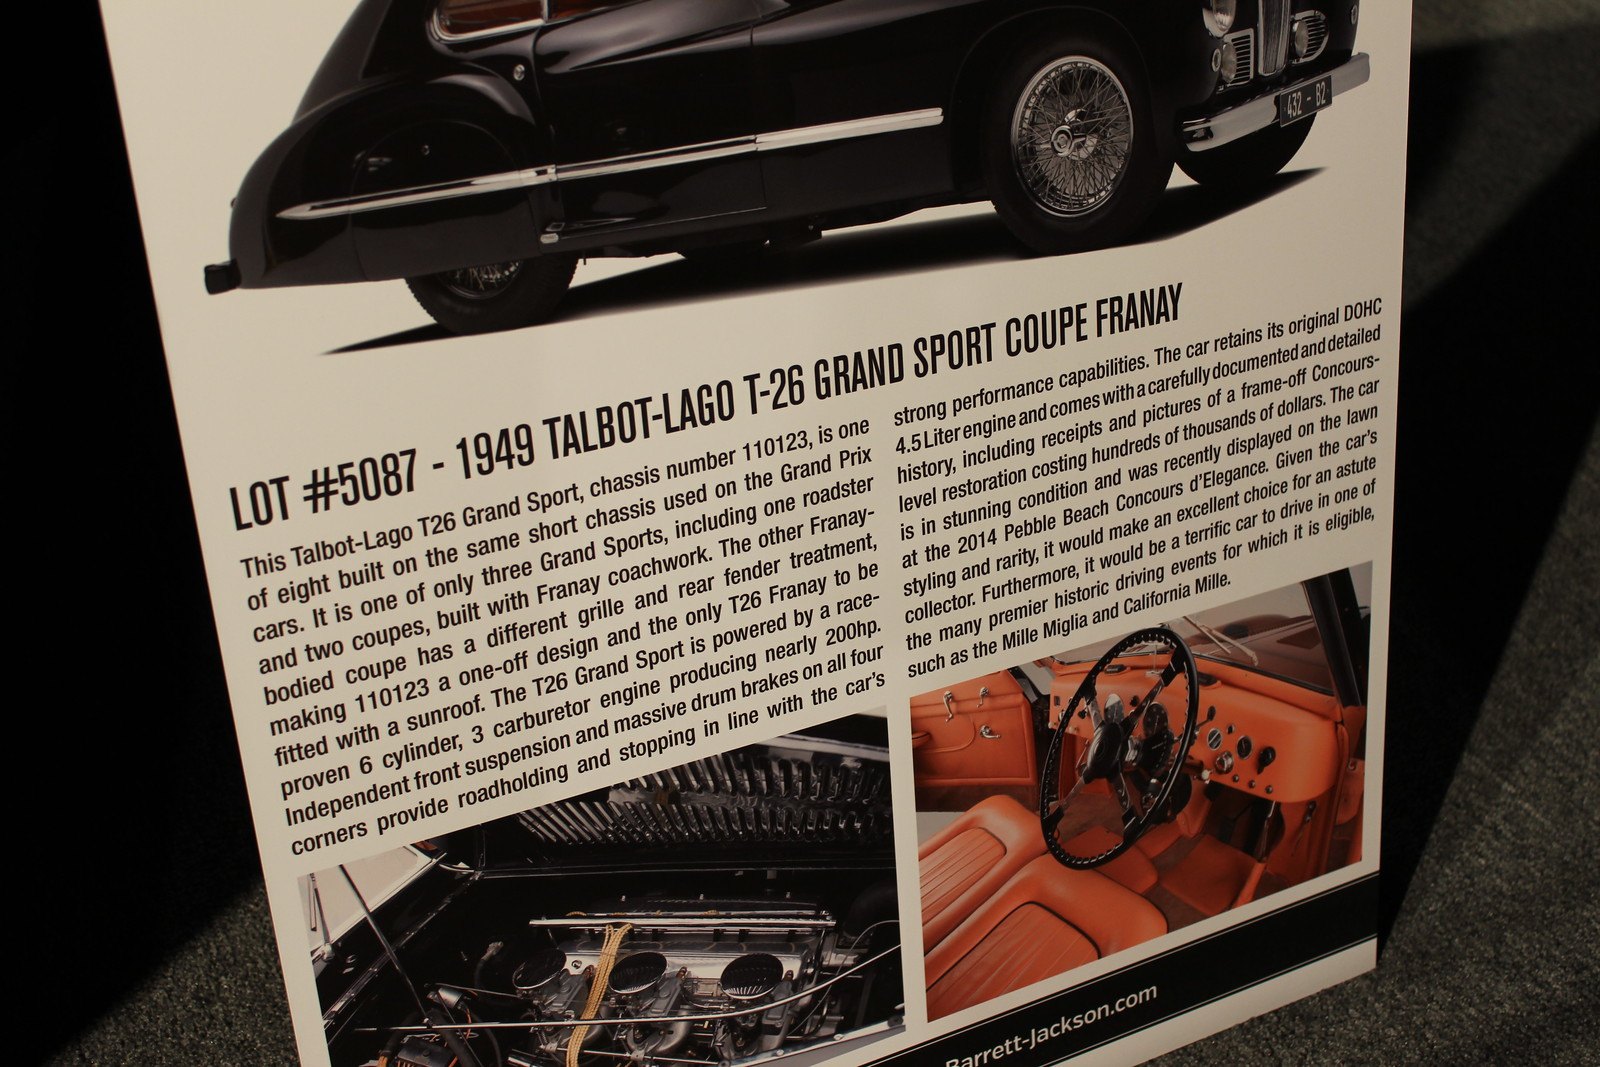 432 - B2
LOT #5087 - 1949 TALBOT-LAGO T-26 GRAND SPORT COUPE FRANAY
This Talbot-Lago T26 Grand Sport, chassis number 110123, is one
of eight built on the same short chassis used on the Grand Prix
cars. It is one of only three Grand Sports, including one roadster
and two coupes, built with Franay coachwork. The other Franay-
bodied coupe has a different grille and rear fender treatment,
making 110123 a one-off design and the only T26 Franay to be
fitted with a sunroof. The T26 Grand Sport is powered by a race-
proven 6 cylinder, 3 carburetor engine producing nearly 200hp.
Independent front suspension and massive drum brakes on all four
corners provide roadholding and stopping in line with the car's
strong performance capabilities. The car retains its original DOHC
4.5 Liter engine and comes with a carefully documented and detailed
history, including receipts and pictures of a frame-off Concours-
level restoration costing hundreds of thousands of dollars. The car
is in stunning condition and was recently displayed on the lawn
at the 2014 Pebble Beach Concours d'Elegance. Given the car's
styling and rarity, it would make an excellent choice for an astute
collector. Furthermore, it would be a terrific car to drive in one of
the many premier historic driving events for which it is eligible,
such as the Mille Miglia and California Mille.
Barrett-Jackson.com